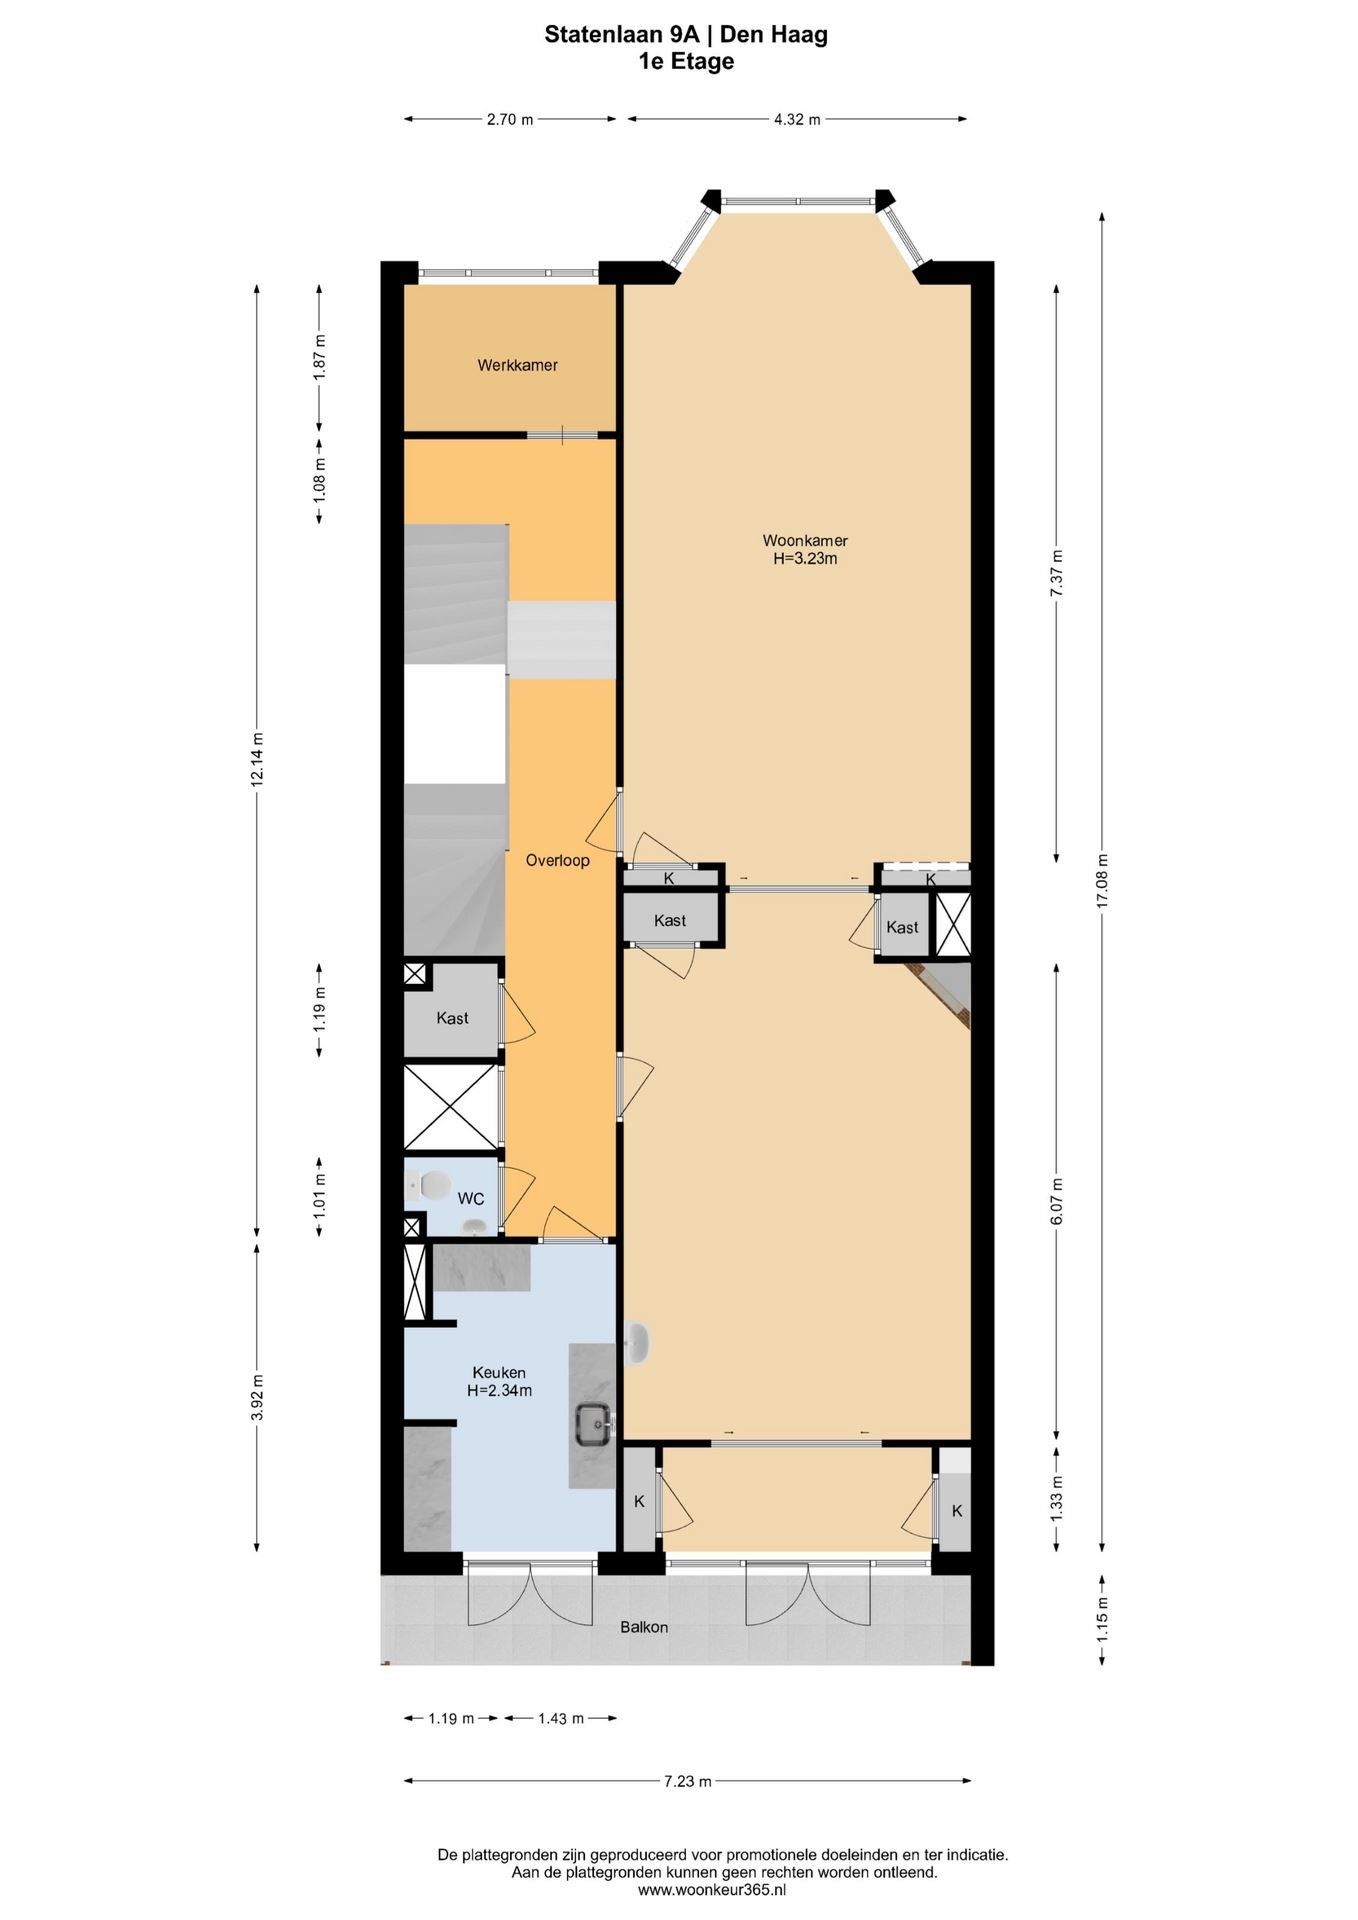 Statenlaan 9A | Den Haag
1e Etage
2.70 m
4.32 m
1.87 m
Werkkamer
1.08 m
Woonkamer
H=3.23m
7.37 m
12.14 m
17.08 m
Overloop
K
K
Kast
Kast
1.19 m
Kast
1.01 m
WC
6.07 m
3.92 m
Keuken
H=2.34m
K
K
1.33 m
Balkon
1.15 m
1.19 m
1.43 m
7.23 m
De plattegronden zijn geproduceerd voor promotionele doeleinden en ter indicatie.
Aan de plattegronden kunnen geen rechten worden ontleend.
www.woonkeur365.nl